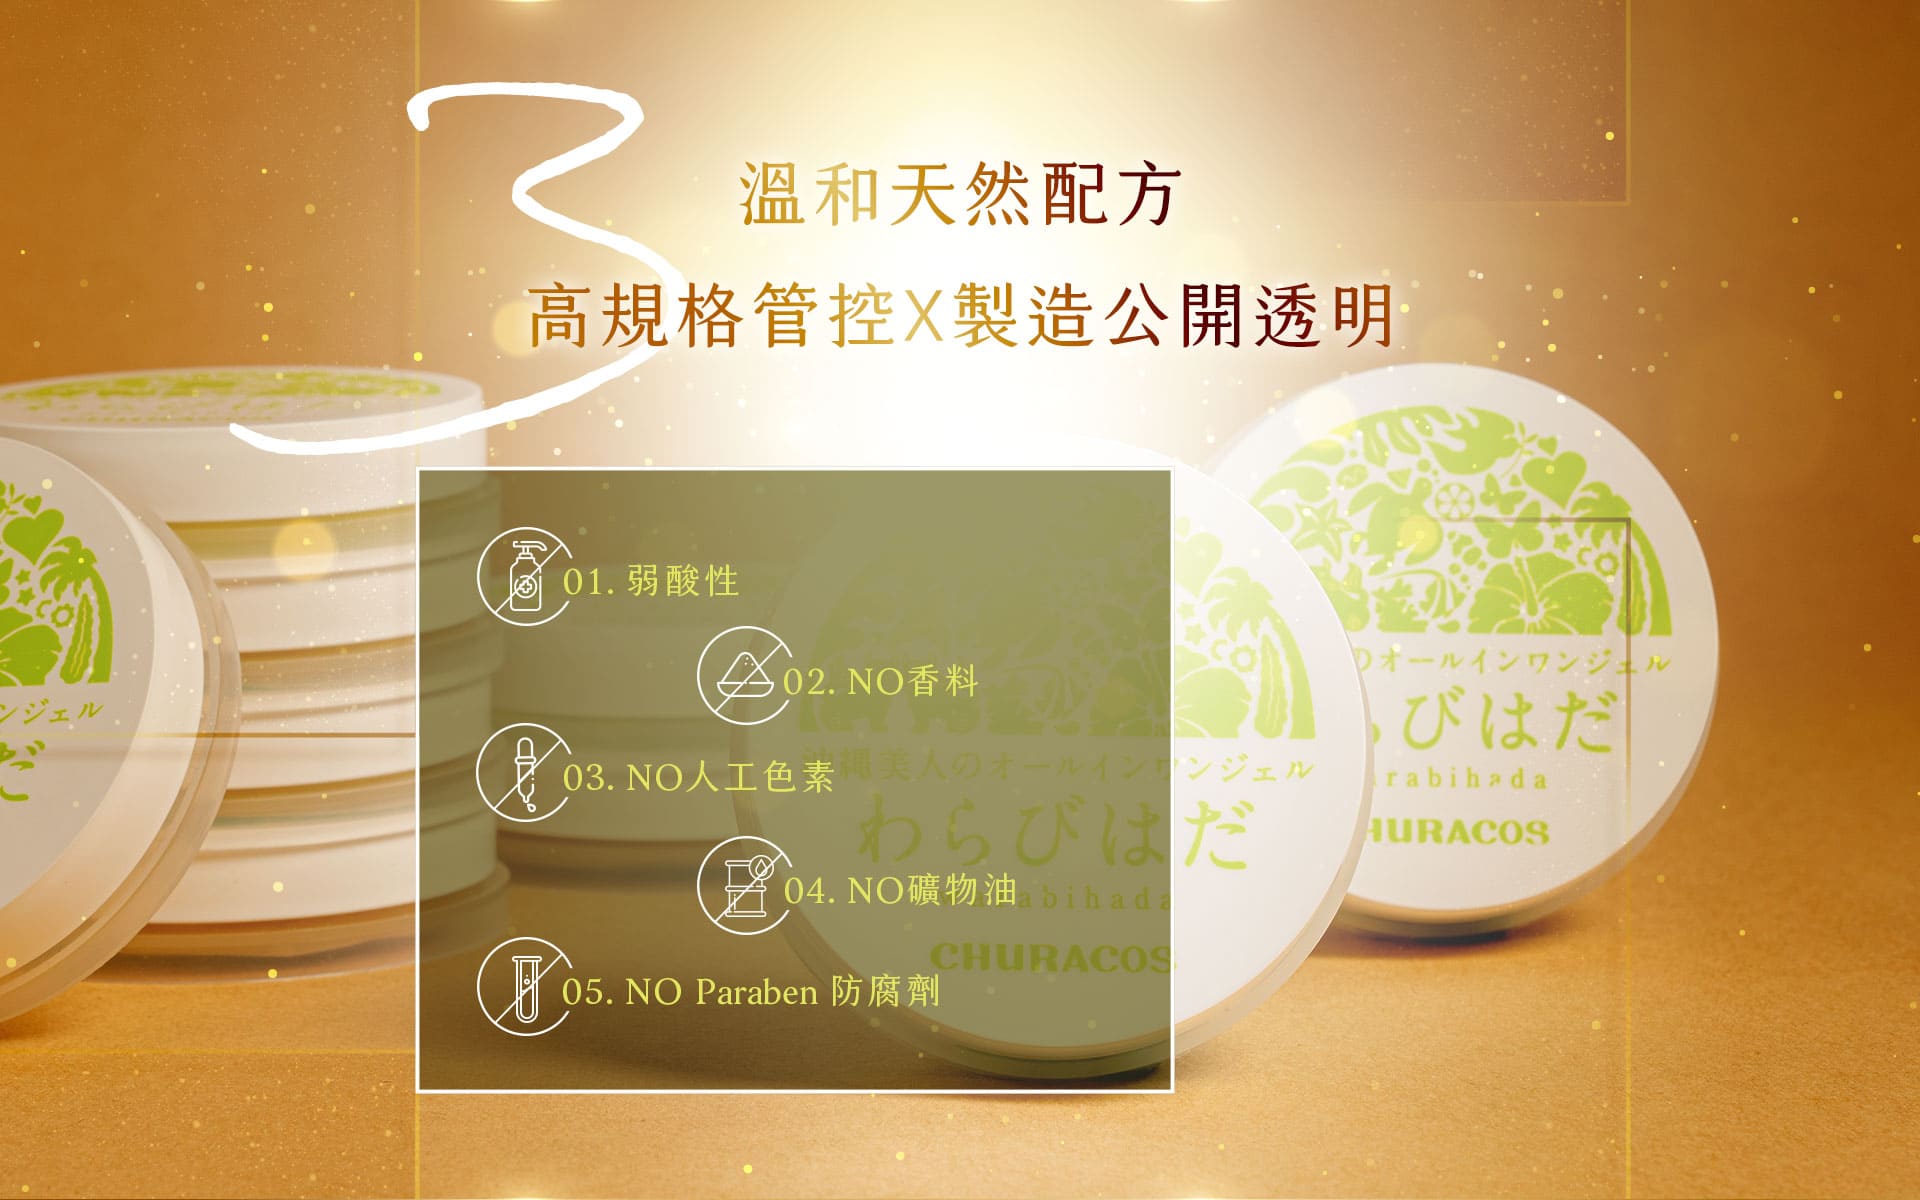 3
溫和天然配方
高規格管控X製造公開透明
01. 弱酸性
02. NO香料
03. NO人工色素
04. NO礦物油
05. NO Paraben 防腐劑
沖縄美人のオールインワンジェル
わらびはだ
warabihada
CHURACOS
のオールインワンジェル
らびはだ
arabihada
CHURACOS
ンジェル
だ